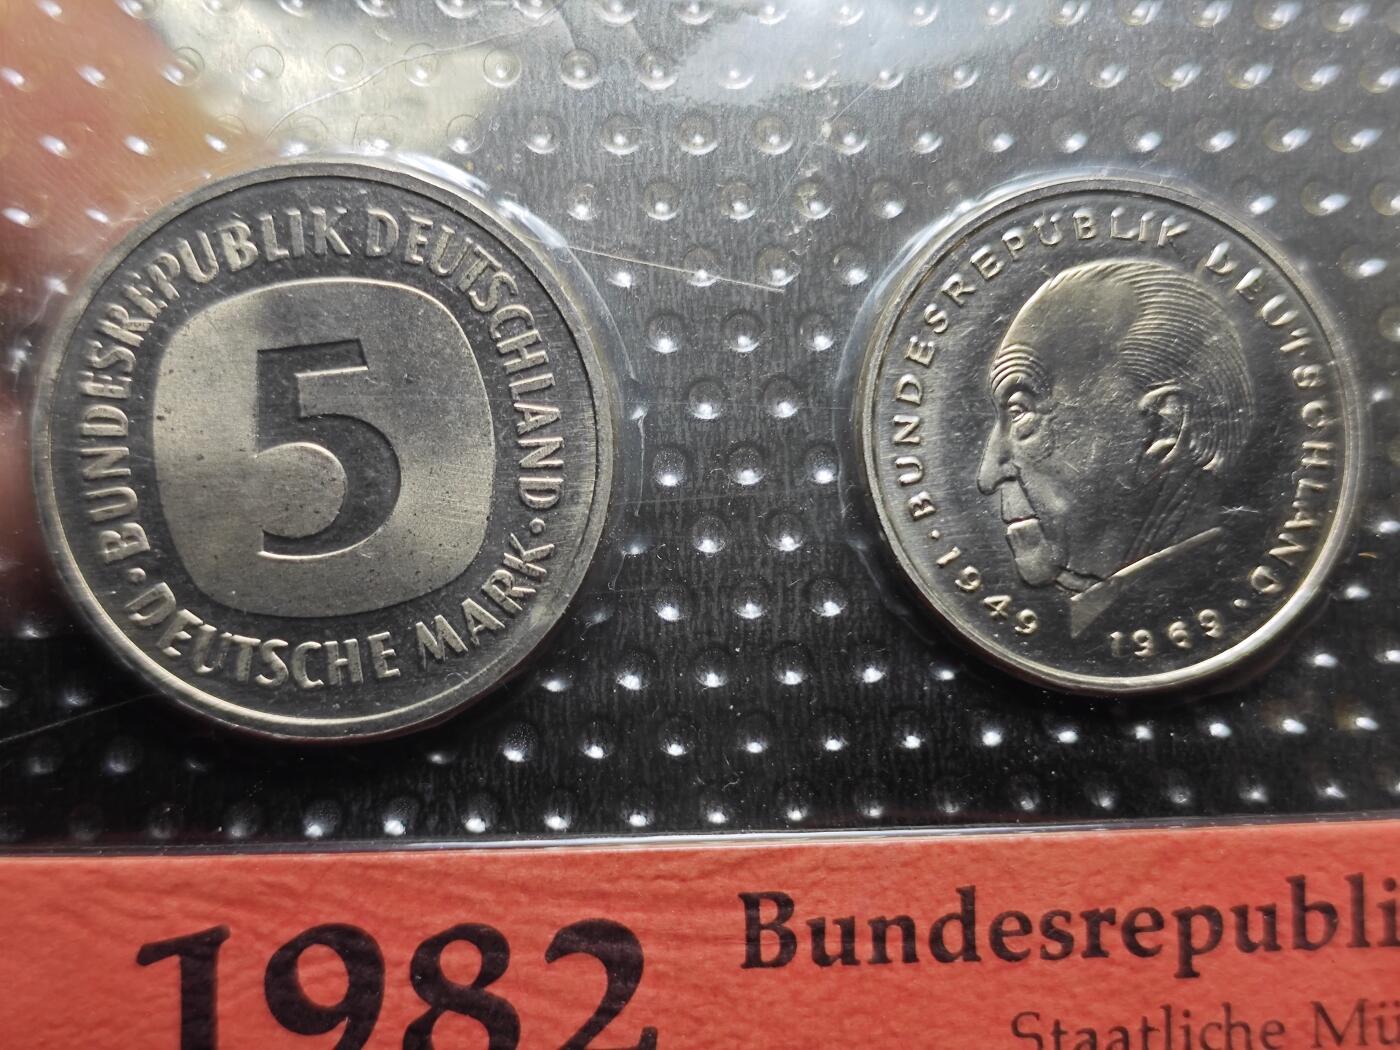 BUNDESREPUBLIK DEUTSCHLAND
5
· DEUTSCHE MARK ·
BUNDESREPUBLIK DEUTSCHLAND
· 1949 1969 ·
1982
Bundesrepubli
Staatliche Mü